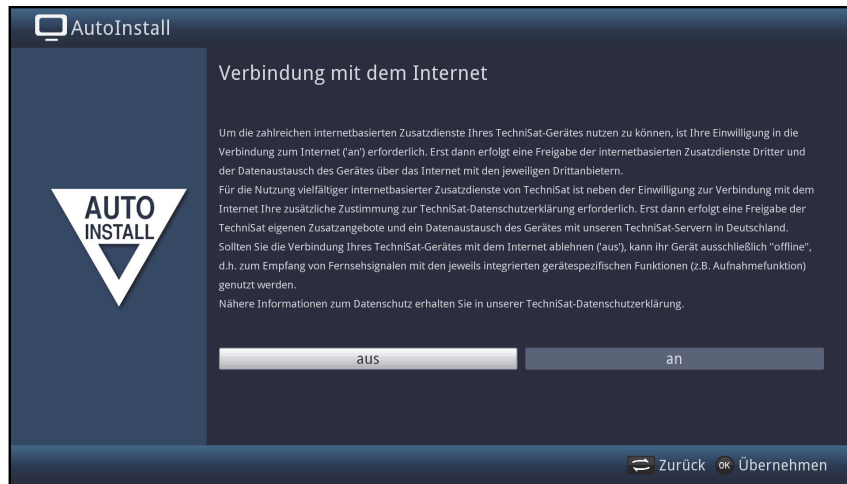 AutoInstall
Verbindung mit dem Internet
Um die zahlreichen internetbasierten Zusatzdienste Ihres TechniSat-Gerätes nutzen zu können, ist Ihre Einwilligung in die
Verbindung zum Internet ('an') erforderlich. Erst dann erfolgt eine Freigabe der internetbasierten Zusatzdienste Dritter und
der Datenaustausch des Gerätes über das Internet mit den jeweiligen Drittanbietern.
Für die Nutzung vielfältiger internetbasierter Zusatzdienste von TechniSat ist neben der Einwilligung zur Verbindung mit dem
Internet Ihre zusätzliche Zustimmung zur TechniSat-Datenschutzerklärung erforderlich. Erst dann erfolgt eine Freigabe der
TechniSat eigenen Zusatzangebote und ein Datenaustausch des Gerätes mit unseren TechniSat-Servern in Deutschland.
Sollten Sie die Verbindung Ihres TechniSat-Gerätes mit dem Internet ablehnen ('aus'), kann ihr Gerät ausschließlich "offline",
d.h. zum Empfang von Fernsehsignalen mit den jeweils integrierten gerätespezifischen Funktionen (z.B. Aufnahmefunktion)
genutzt werden.
Nähere Informationen zum Datenschutz erhalten Sie in unserer TechniSat-Datenschutzerklärung.
AUTO
INSTALL
aus
an
Zurück
OK Übernehmen